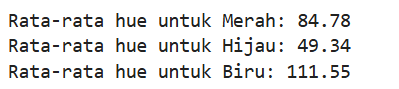 Rata-rata hue untuk Merah: 84.78
Rata-rata hue untuk Hijau: 49.34
Rata-rata hue untuk Biru: 111.55